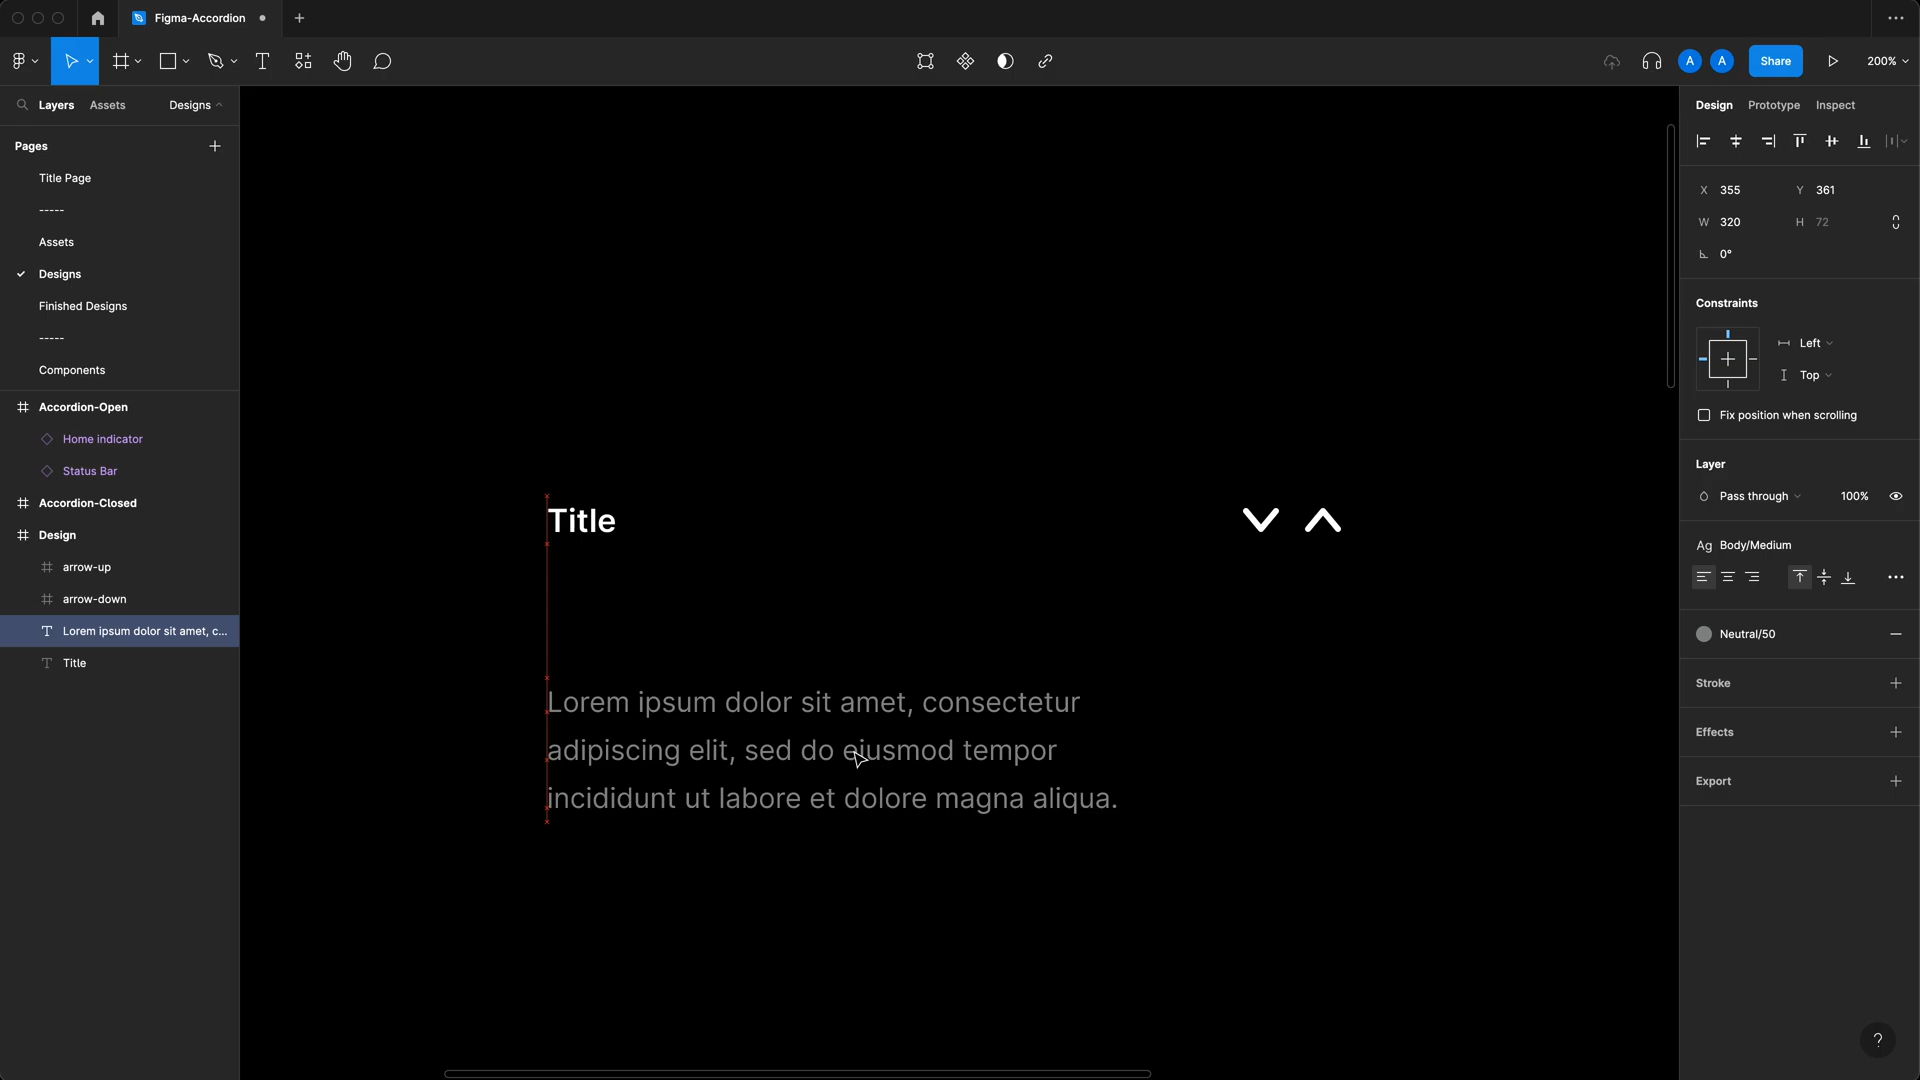 Figma-Accordion
A
A
Share
200%
Layers
Assets
Designs
Pages
Title Page
-----
Assets
Designs
Finished Designs
-----
Components
Accordion-Open
Home indicator
Status Bar
Accordion-Closed
Design
arrow-up
arrow-down
Lorem ipsum dolor sit amet, c...
Title
Title
Lorem ipsum dolor sit amet, consectetur
adipiscing elit, sed do eiusmod tempor
incididunt ut labore et dolore magna aliqua.
Design Prototype Inspect
X 355 Y 361
W 320 H 72
0°
Constraints
Left
Top
Fix position when scrolling
Layer
Pass through 100%
Ag Body/Medium
Neutral/50
Stroke
Effects
Export
?